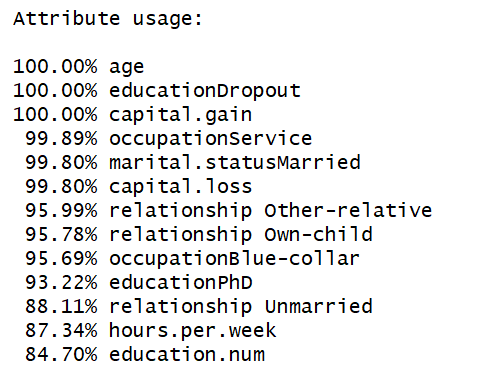 Attribute usage:
100.00% age
100.00% educationDropout
100.00% capital.gain
99.89% occupationService
99.80% marital.statusMarried
99.80% capital.loss
95.99% relationship Other-relative
95.78% relationship Own-child
95.69% occupationBlue-collar
93.22% educationPhD
88.11% relationship Unmarried
87.34% hours.per.week
84.70% education.num